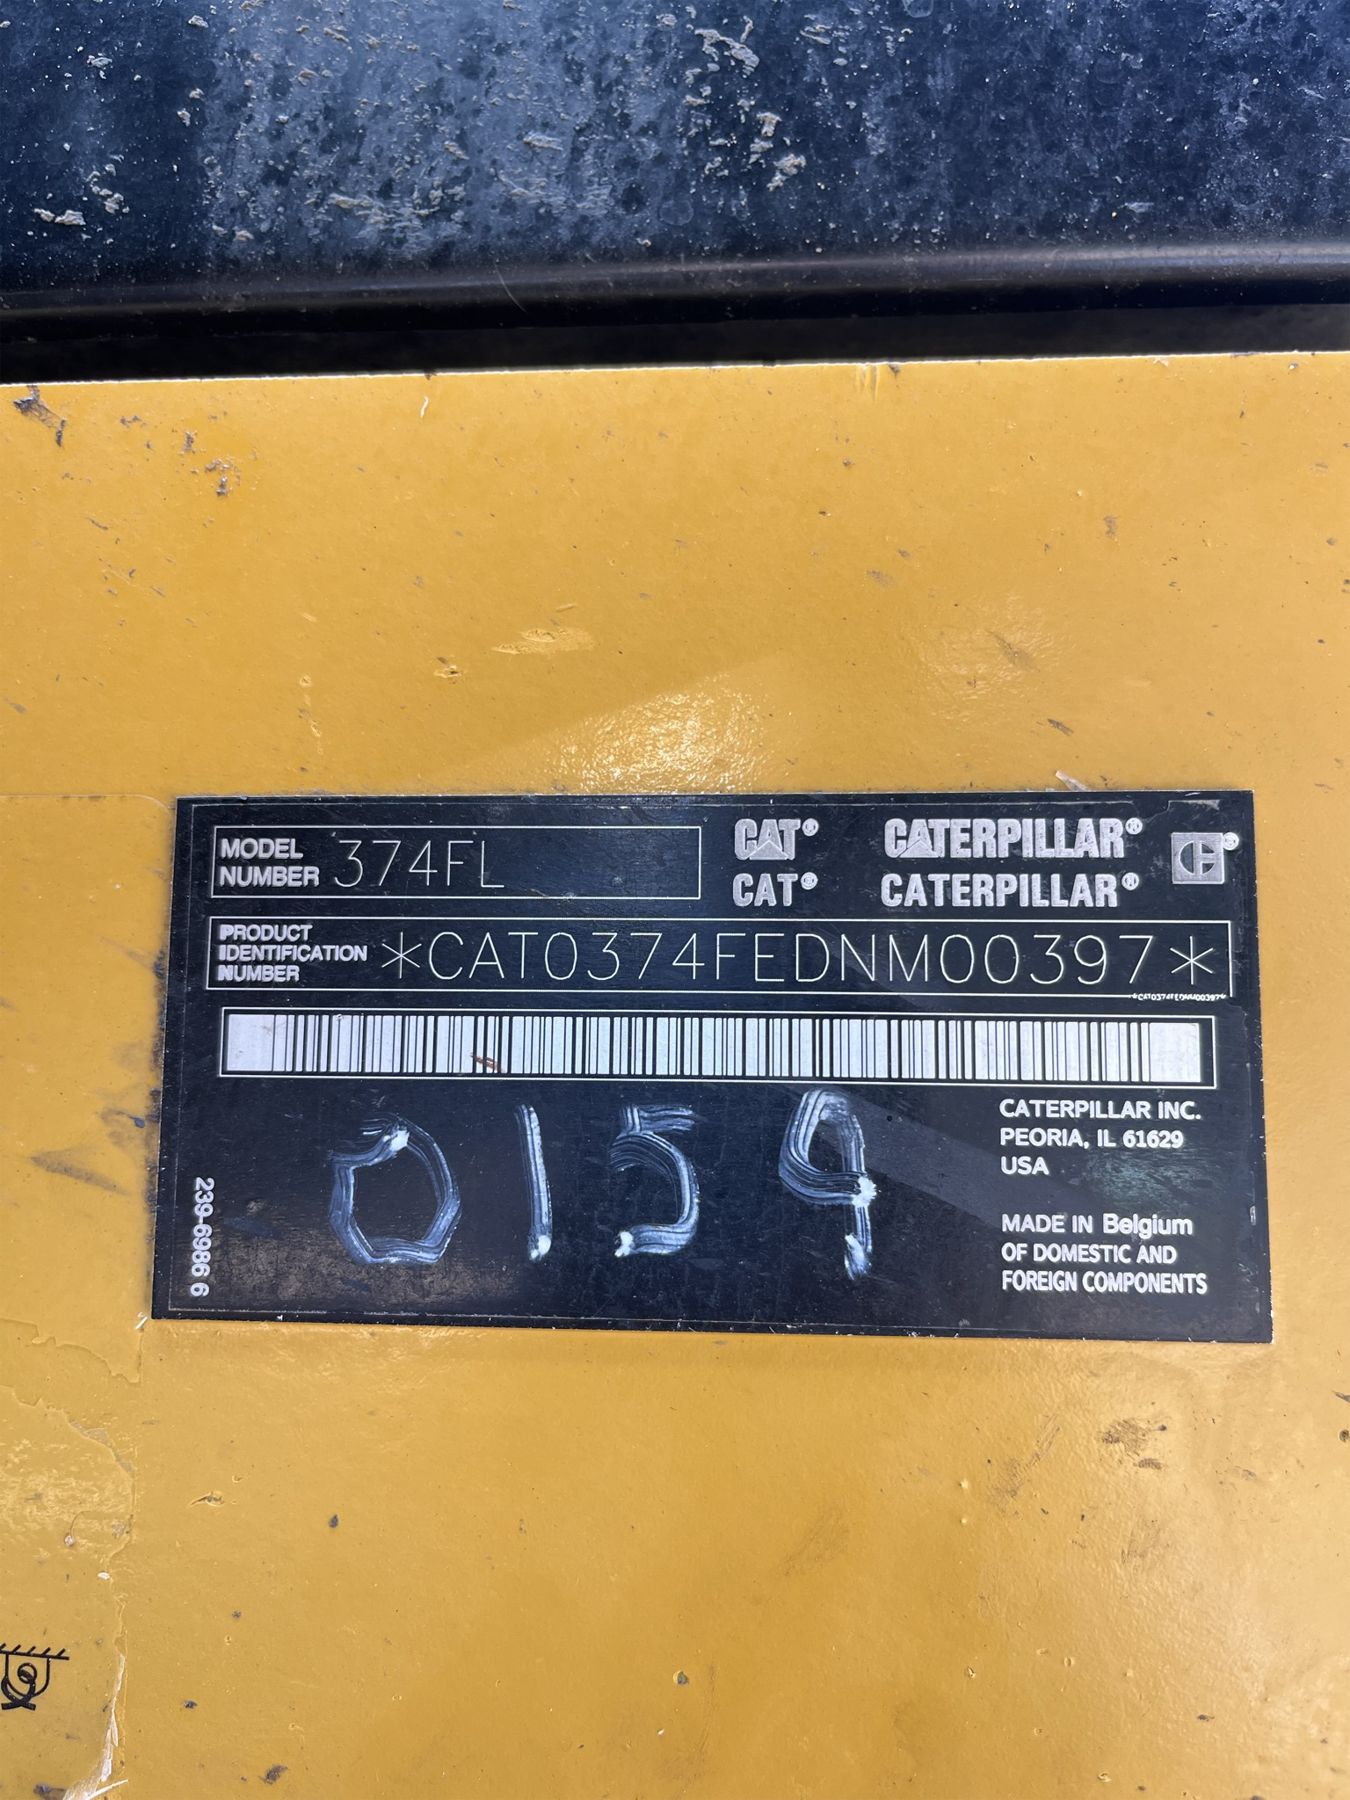 MODEL NUMBER 374FL
CAT® CATERPILLAR®
CAT® CATERPILLAR®
PRODUCT IDENTIFICATION NUMBER *CAT0374FEDNM00397*
*CAT0374FEDNM00397*
0159
CATERPILLAR INC.
PEORIA, IL 61629
USA
MADE IN Belgium
OF DOMESTIC AND
FOREIGN COMPONENTS
239-6986 6